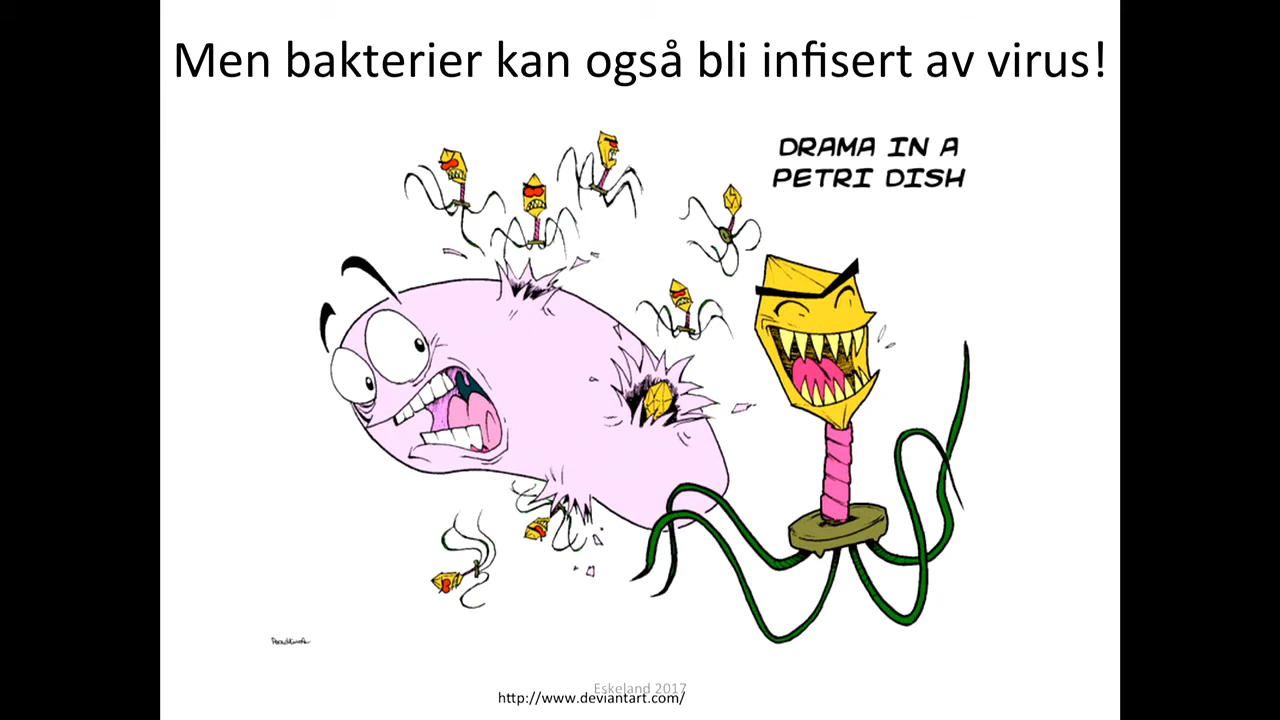 Men bakterier kan også bli infisert av virus!
DRAMA IN A
PETRI DISH
Eskeland 2017
http://www.deviantart.com/